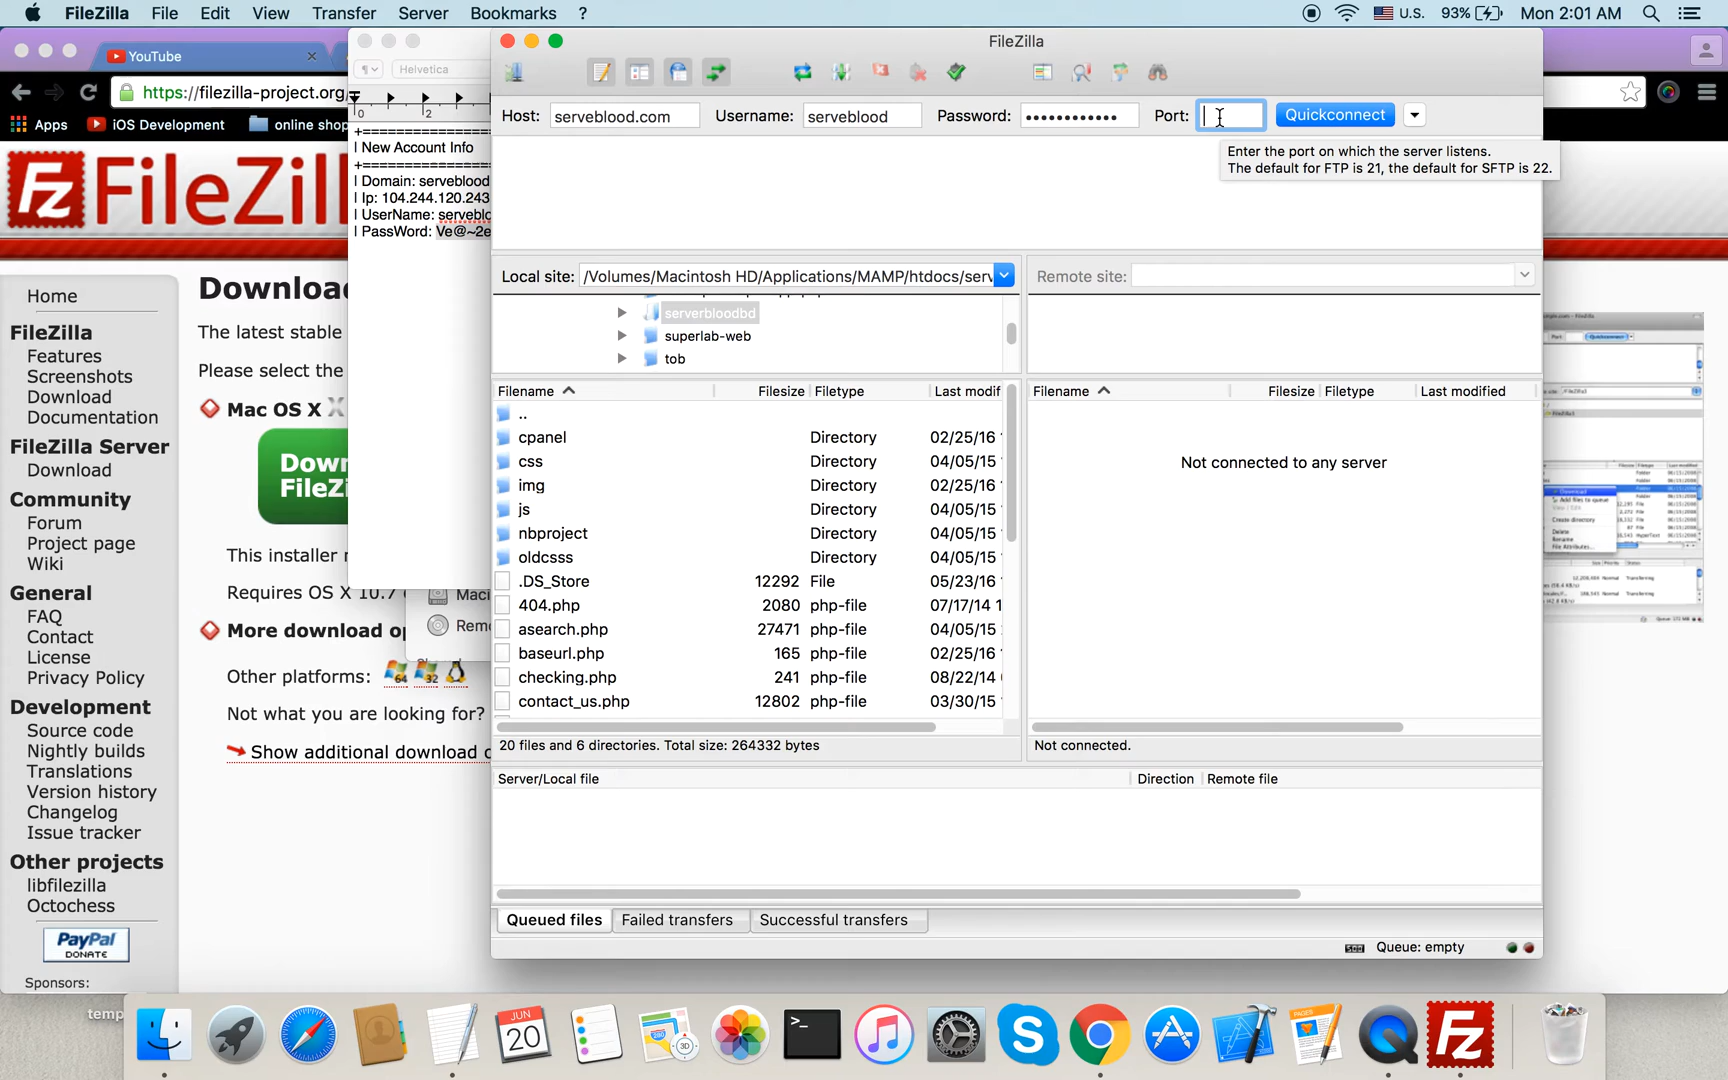 FileZilla File Edit View Transfer Server Bookmarks ?
U.S. 93% Mon 2:01 AM
YouTube
https://filezilla-project.org/
Apps iOS Development online shop
Helvetica
0 2
+==================
| New Account Info
+==================
| Domain: serveblood
| Ip: 104.244.120.243
| UserName: serveblo
| PassWord: Ve@~2e
FileZilla
Host: serveblood.com Username: serveblood Password: •••••••••••• Port: Quickconnect
Enter the port on which the server listens.
The default for FTP is 21, the default for SFTP is 22.
Local site: /Volumes/Macintosh HD/Applications/MAMP/htdocs/serv
serverbloodbd
superlab-web
tob
Filename Filesize Filetype Last modif
..
cpanel Directory 02/25/16
css Directory 04/05/15
img Directory 02/25/16
js Directory 04/05/15
nbproject Directory 04/05/15
oldcsss Directory 04/05/15
.DS_Store 12292 File 05/23/16
404.php 2080 php-file 07/17/14 1
asearch.php 27471 php-file 04/05/15
baseurl.php 165 php-file 02/25/16
checking.php 241 php-file 08/22/14
contact_us.php 12802 php-file 03/30/15
20 files and 6 directories. Total size: 264332 bytes
Remote site:
Filename Filesize Filetype Last modified
Not connected to any server
Not connected.
Server/Local file Direction Remote file
Queued files Failed transfers Successful transfers
Queue: empty
Fz FileZil
Home
FileZilla
Features
Screenshots
Download
Documentation
FileZilla Server
Download
Community
Forum
Project page
Wiki
General
FAQ
Contact
License
Privacy Policy
Development
Source code
Nightly builds
Translations
Version history
Changelog
Issue tracker
Other projects
libfilezilla
Octochess
PayPal
DONATE
Sponsors:
Download
The latest stable
Please select the
Mac OS X X
Down
FileZi
This installer
Requires OS X 10.7
More download op
Other platforms: 64 32
Not what you are looking for?
Show additional download o
Maci
Remo
temp
JUN
20
3D
Fz